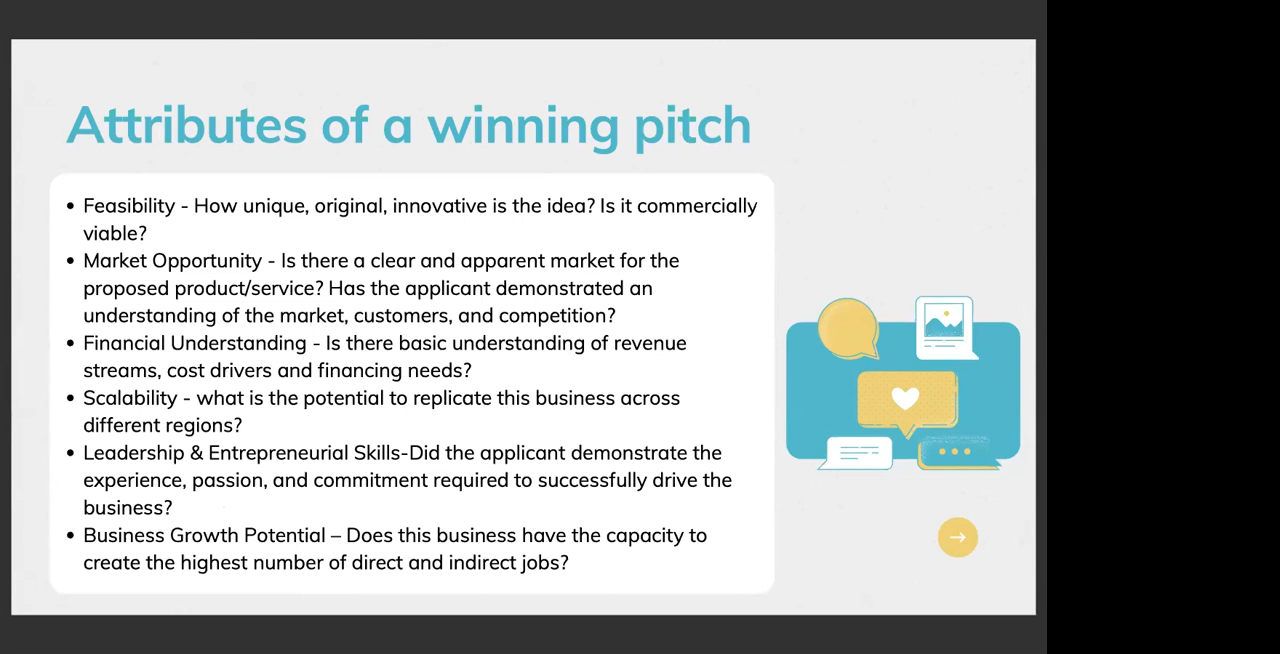 Attributes of a winning pitch
• Feasibility - How unique, original, innovative is the idea? Is it commercially
viable?
• Market Opportunity - Is there a clear and apparent market for the
proposed product/service? Has the applicant demonstrated an
understanding of the market, customers, and competition?
• Financial Understanding - Is there basic understanding of revenue
streams, cost drivers and financing needs?
• Scalability - what is the potential to replicate this business across
different regions?
• Leadership & Entrepreneurial Skills-Did the applicant demonstrate the
experience, passion, and commitment required to successfully drive the
business?
• Business Growth Potential – Does this business have the capacity to
create the highest number of direct and indirect jobs?